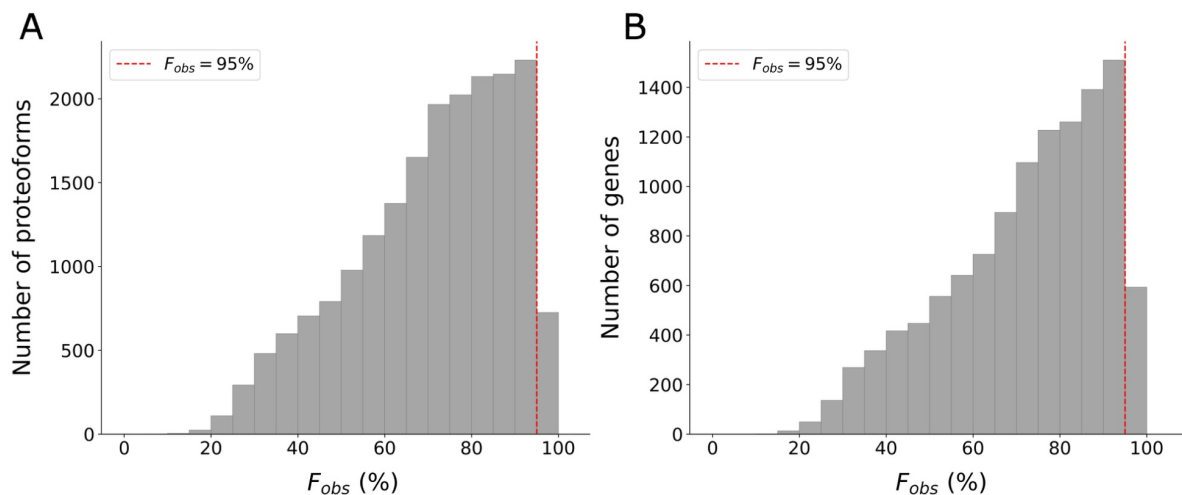 A
F_obs = 95%
Number of proteoforms
2000
1500
1000
500
0
0 20 40 60 80 100
F_obs (%)
B
F_obs = 95%
Number of genes
1400
1200
1000
800
600
400
200
0
0 20 40 60 80 100
F_obs (%)